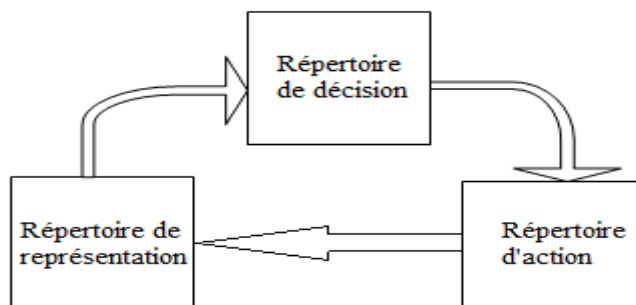 Répertoire
de décision
Répertoire de
représentation
Répertoire
d'action